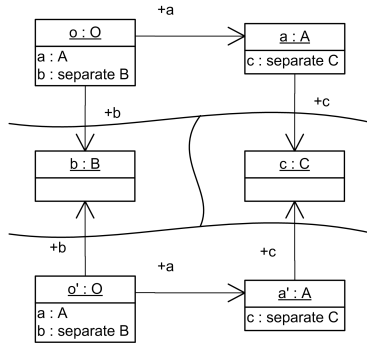 +a
o : O
a : A
b : separate B
a : A
c : separate C
+b
+c
b : B
c : C
+b
+c
+a
o' : O
a : A
b : separate B
a' : A
c : separate C